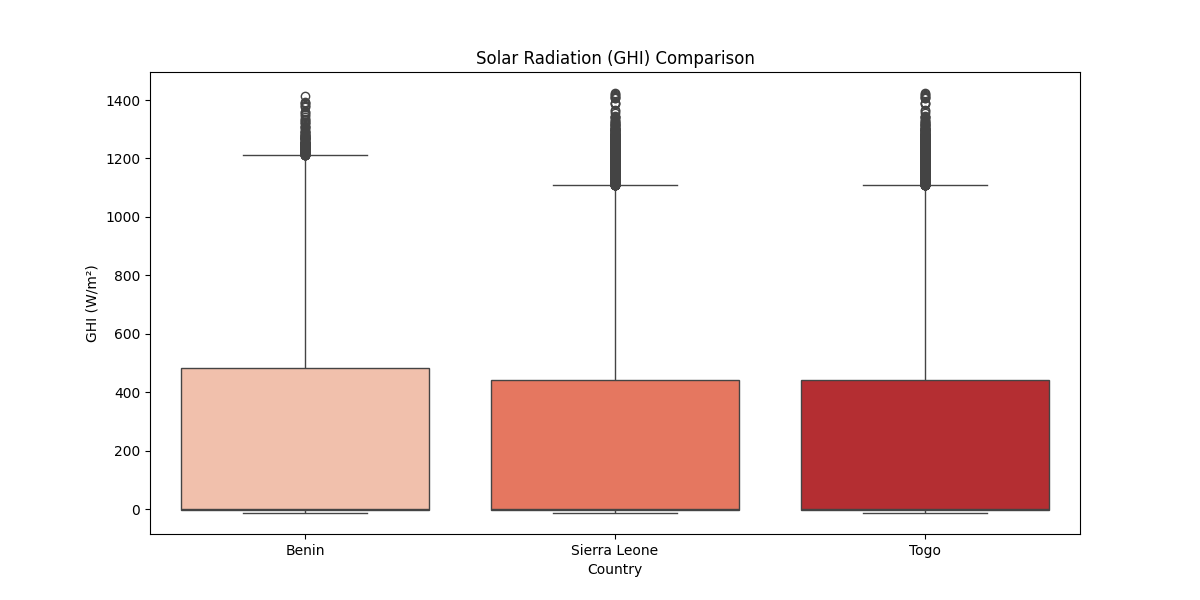 Solar Radiation (GHI) Comparison
1400
1200
1000
800
600
400
200
0
GHI (W/m²)
Benin
Sierra Leone
Togo
Country